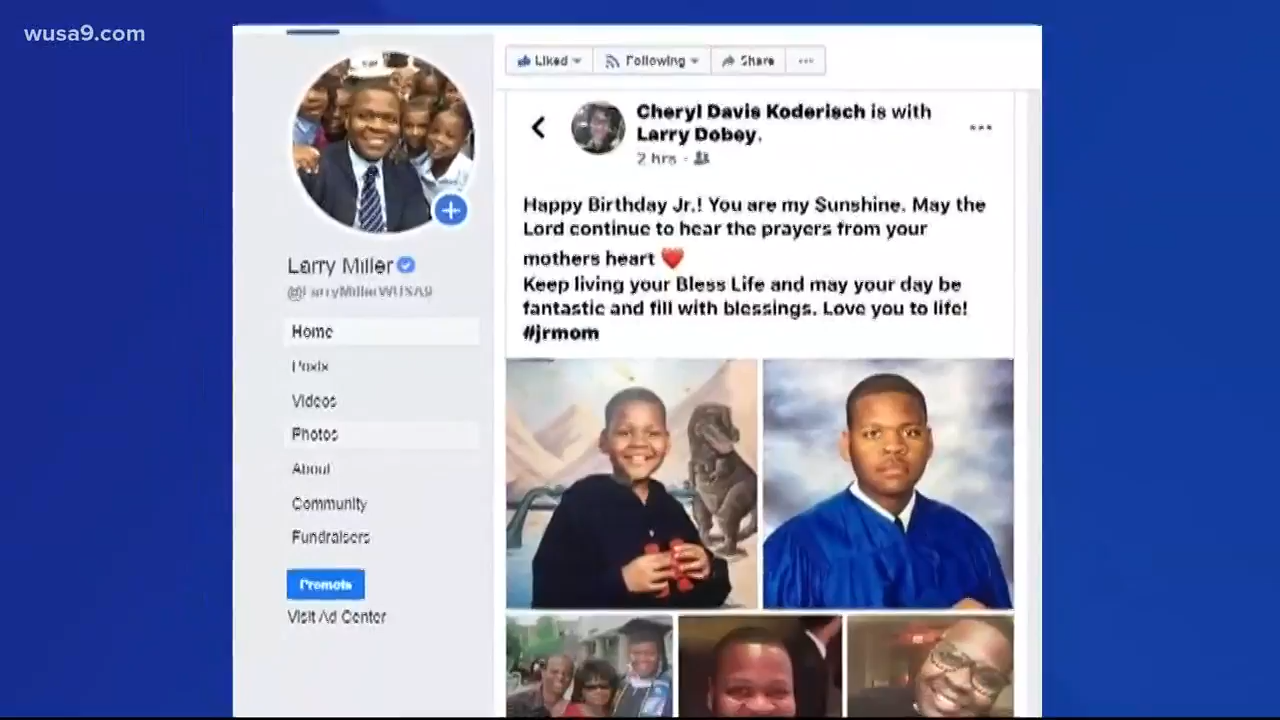 wusa9.com
Liked
Following
Share
Cheryl Davis Koderisch is with
Larry Dobey.
2 hrs
Happy Birthday Jr.! You are my Sunshine. May the
Lord continue to hear the prayers from your
mothers heart ❤️
Keep living your Bless Life and may your day be
fantastic and fill with blessings. Love you to life!
#jrmom
Larry Miller
@LarryMillerWUSA9
Home
Posts
Videos
Photos
About
Community
Fundraisers
Promote
Visit Ad Center